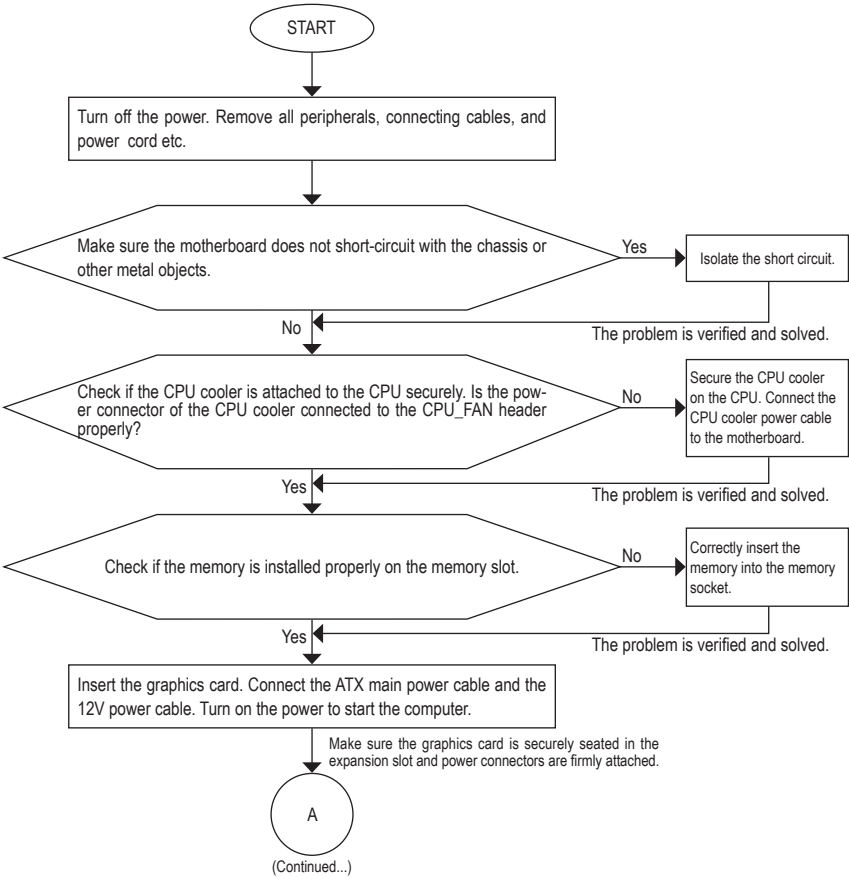 START
Turn off the power. Remove all peripherals, connecting cables, and
power cord etc.
Make sure the motherboard does not short-circuit with the chassis or
other metal objects.
Yes
Isolate the short circuit.
No
The problem is verified and solved.
Check if the CPU cooler is attached to the CPU securely. Is the pow-
er connector of the CPU cooler connected to the CPU_FAN header
properly?
No
Secure the CPU cooler
on the CPU. Connect the
CPU cooler power cable
to the motherboard.
Yes
The problem is verified and solved.
Check if the memory is installed properly on the memory slot.
No
Correctly insert the
memory into the memory
socket.
Yes
The problem is verified and solved.
Insert the graphics card. Connect the ATX main power cable and the
12V power cable. Turn on the power to start the computer.
Make sure the graphics card is securely seated in the
expansion slot and power connectors are firmly attached.
A
(Continued...)